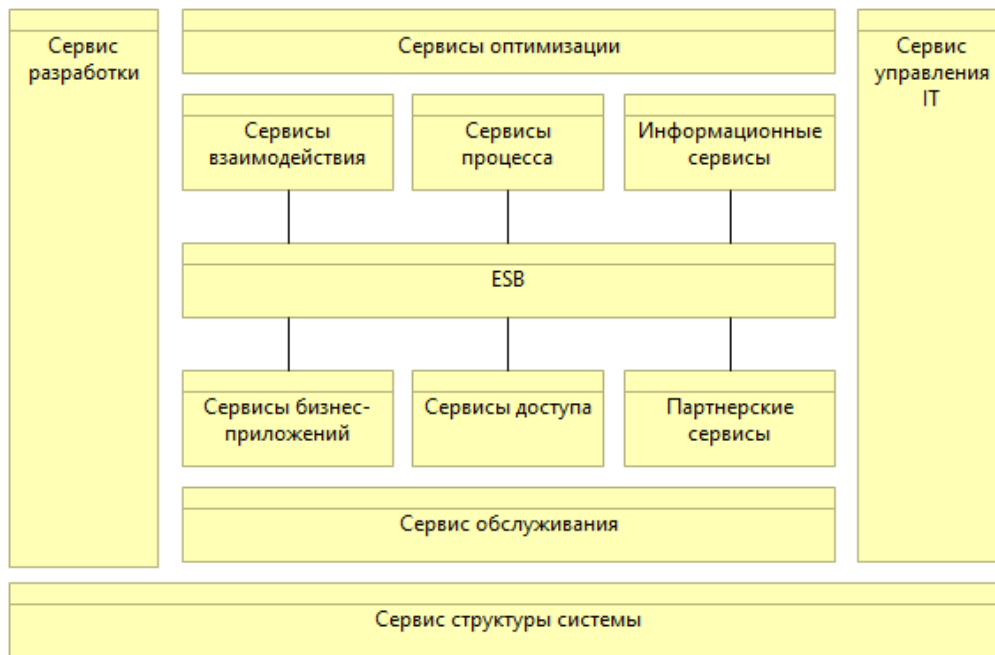 Сервис
разработки
Сервисы оптимизации
Сервис
управления
IT
Сервисы
взаимодействия
Сервисы
процесса
Информационные
сервисы
ESB
Сервисы бизнес-
приложений
Сервисы доступа
Партнерские
сервисы
Сервис обслуживания
Сервис структуры системы